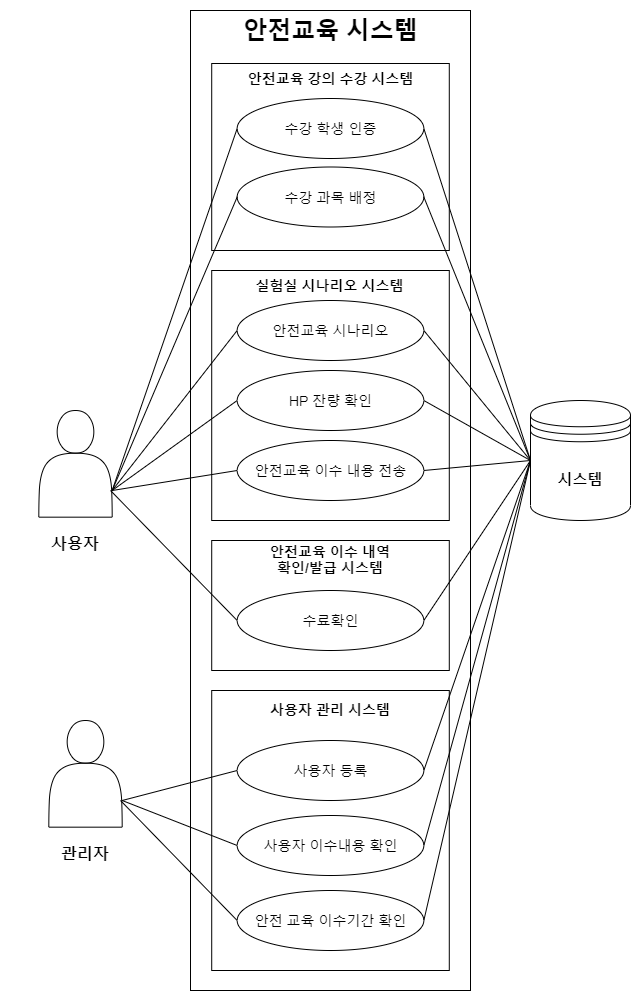 안전교육 시스템
안전교육 강의 수강 시스템
수강 학생 인증
수강 과목 배정
실험실 시나리오 시스템
안전교육 시나리오
HP 잔량 확인
안전교육 이수 내용 전송
사용자
시스템
안전교육 이수 내역
확인/발급 시스템
수료확인
사용자 관리 시스템
사용자 등록
사용자 이수내용 확인
관리자
안전 교육 이수기간 확인